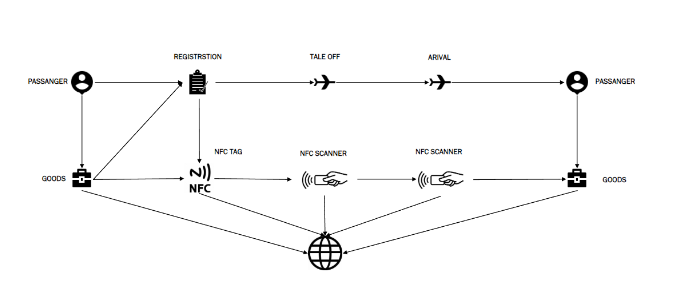 REGISTRSTION
TALE OFF
ARIVAL
PASSANGER
PASSANGER
NFC TAG
NFC SCANNER
NFC SCANNER
GOODS
N
NFC
GOODS